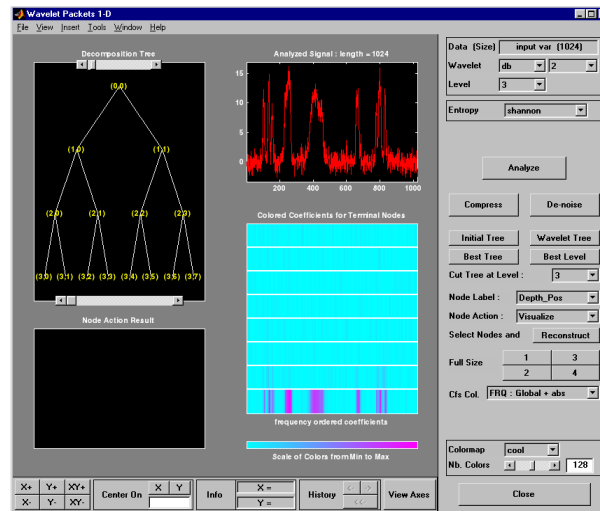 Wavelet Packets 1-D
File View Insert Tools Window Help
Decomposition Tree
(0,0)
(1,0) (1,1)
(2,0) (2,1) (2,2) (2,3)
(3,0) (3,1) (3,2) (3,3) (3,4) (3,5) (3,6) (3,7)
Node Action Result
Analyzed Signal : length = 1024
15
10
5
0
200 400 600 800 1000
Colored Coefficients for Terminal Nodes
frequency ordered coefficients
Scale of Colors from Min to Max
Data (Size) input var (1024)
Wavelet db 2
Level 3
Entropy shannon
Analyze
Compress De-noise
Initial Tree Wavelet Tree
Best Tree Best Level
Cut Tree at Level : 3
Node Label : Depth_Pos
Node Action : Visualize
Select Nodes and Reconstruct
Full Size 1 3
2 4
Cfs Col. FRQ : Global + abs
Colormap cool
Nb. Colors 128
Close
X+ Y+ XY+
X- Y- XY-
Center On X Y
Info X =
Y =
History <- ->
<<-
View Axes